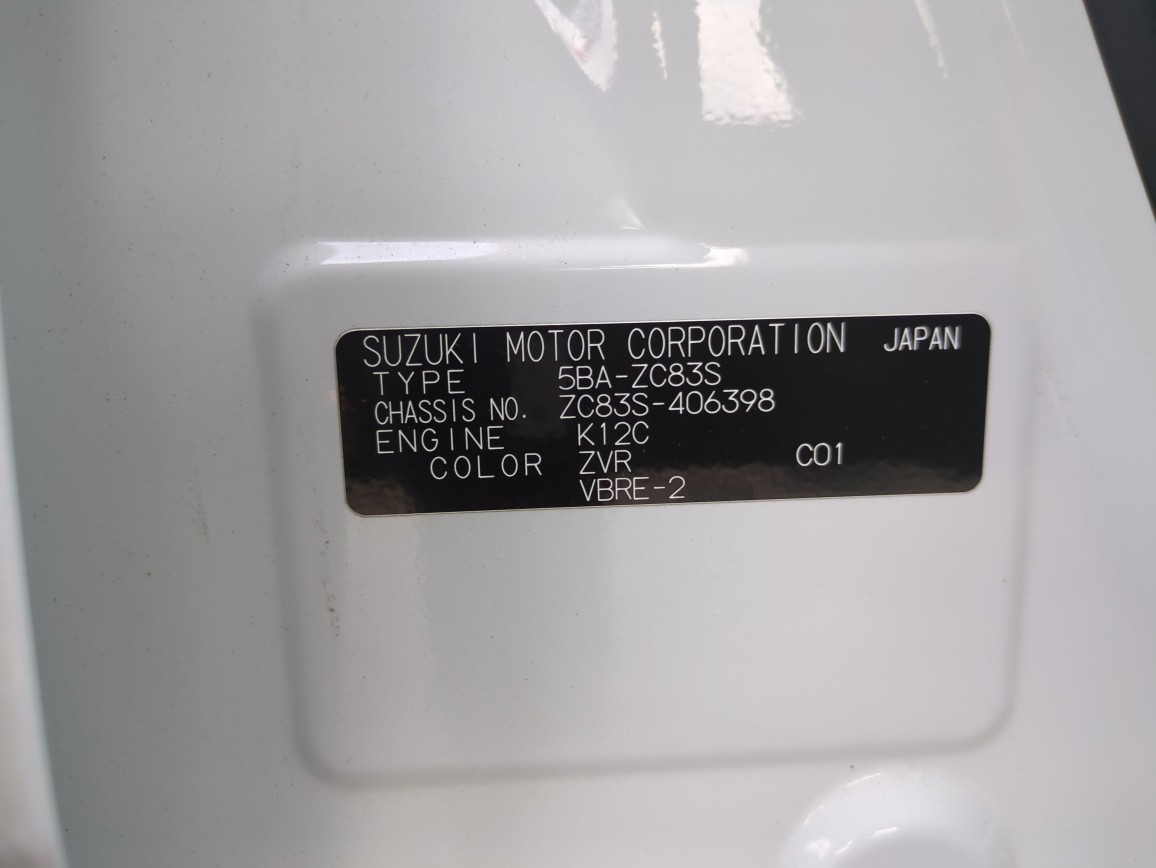 SUZUKI MOTOR CORPORATION JAPAN
TYPE 5BA-ZC83S
CHASSIS NO. ZC83S-406398
ENGINE K12C
COLOR ZVR C01
VBRE-2